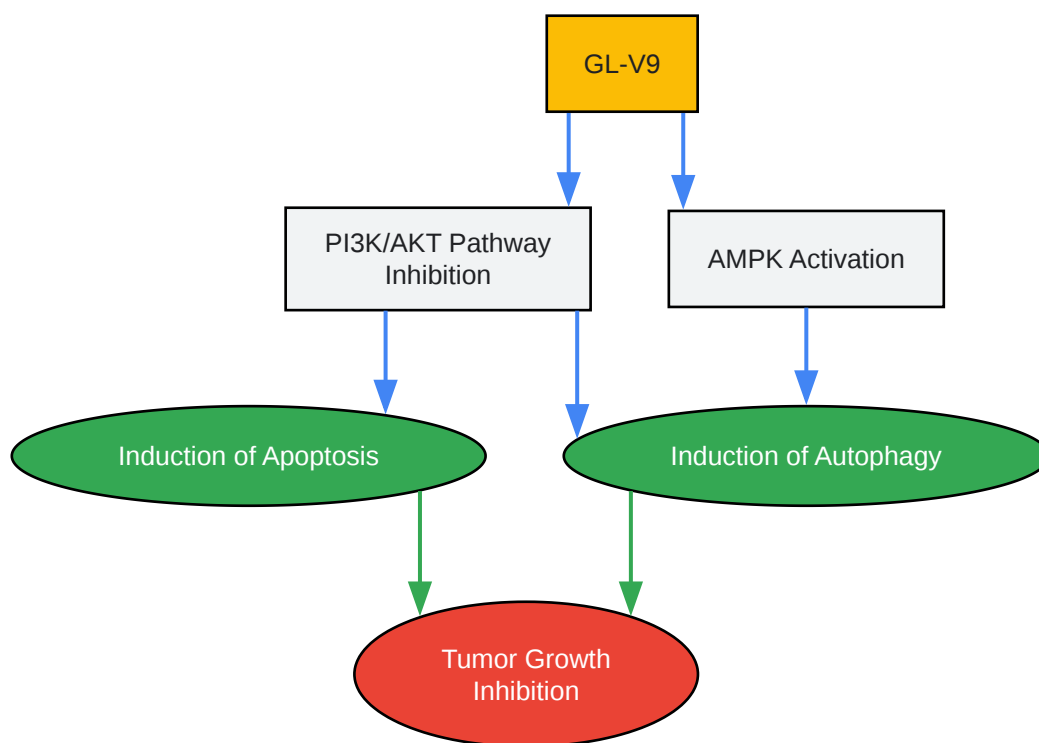 GL-V9
PI3K/AKT Pathway
Inhibition
AMPK Activation
Induction of Apoptosis
Induction of Autophagy
Tumor Growth
Inhibition